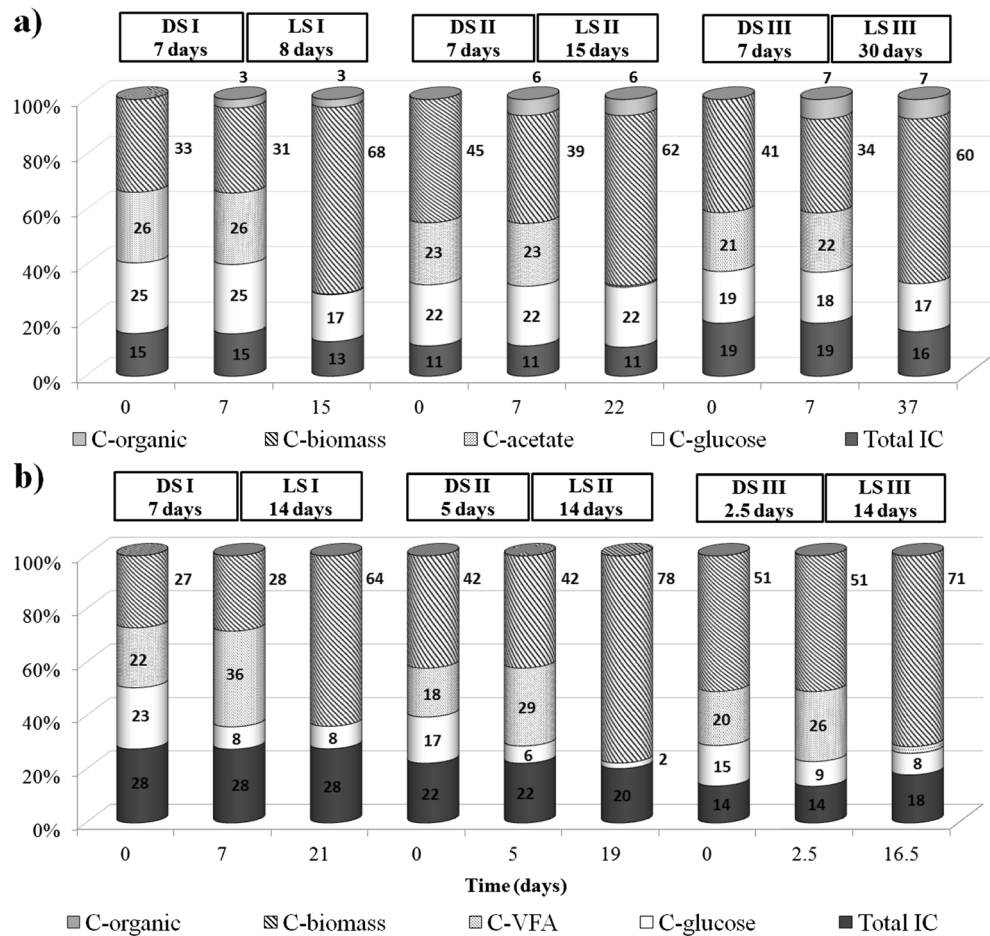 a)
DS I LS I DS II LS II DS III LS III
7 days 8 days 7 days 15 days 7 days 30 days
3 3 6 6 7 7
100%
80%
60%
40%
20%
0%
33 31 68 45 39 62 41 34 60
26 26 23 23 21 22
25 25 17 22 22 22 19 18 17
15 15 13 11 11 11 19 19 16
0 7 15 0 7 22 0 7 37
C-organic C-biomass C-acetate C-glucose Total IC
b)
DS I LS I DS II LS II DS III LS III
7 days 14 days 5 days 14 days 2.5 days 14 days
100%
80%
60%
40%
20%
0%
27 28 64 42 42 78 51 51 71
22 36 18 29 20 26
23 8 8 17 6 2 15 9 8
28 28 28 22 22 20 14 14 18
0 7 21 0 5 19 0 2.5 16.5
Time (days)
C-organic C-biomass C-VFA C-glucose Total IC